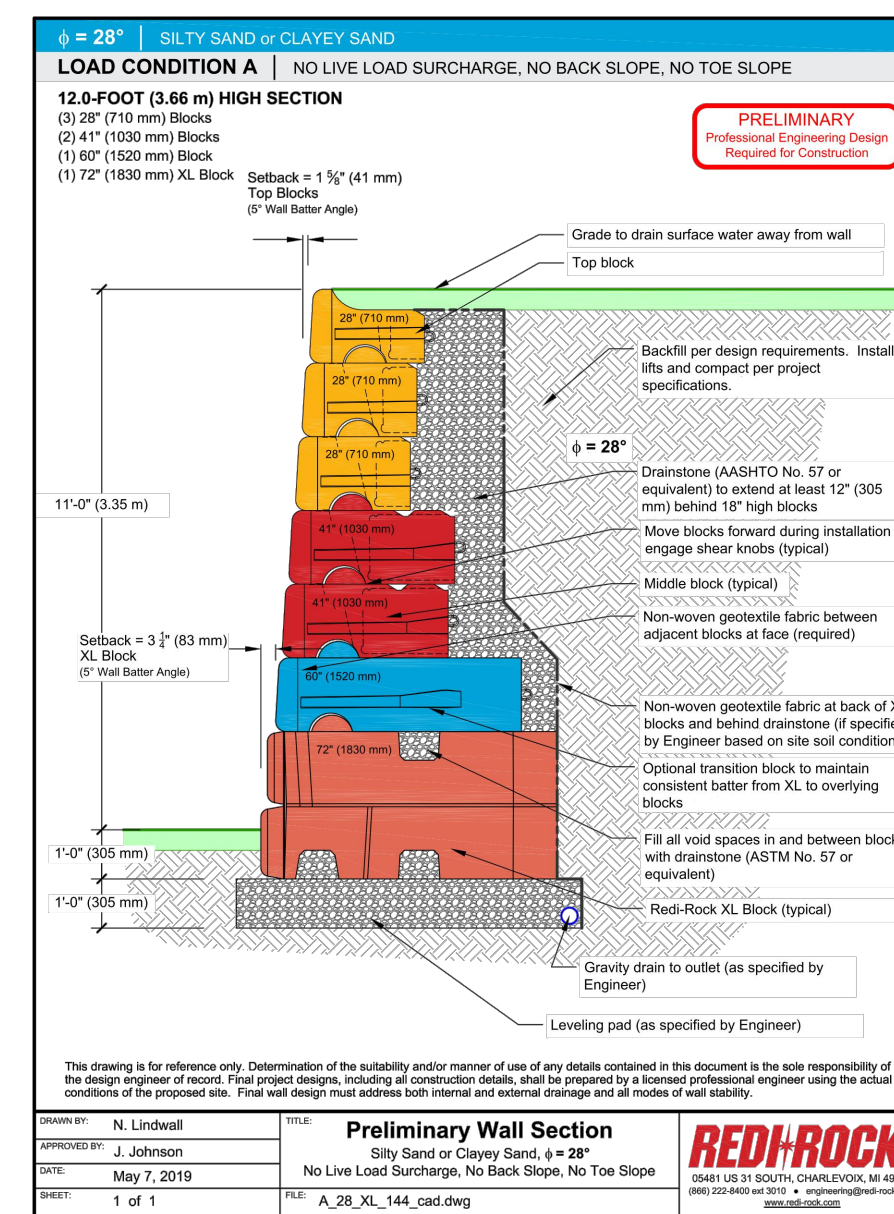 ϕ = 28° SILTY SAND or CLAYEY SAND
LOAD CONDITION A NO LIVE LOAD SURCHARGE, NO BACK SLOPE, NO TOE SLOPE
12.0-FOOT (3.66 m) HIGH SECTION
(3) 28" (710 mm) Blocks
(2) 41" (1030 mm) Blocks
(1) 60" (1520 mm) Block
(1) 72" (1830 mm) XL Block
PRELIMINARY
Professional Engineering Design
Required for Construction
Setback = 1 ⅝" (41 mm)
Top Blocks
(5° Wall Batter Angle)
Grade to drain surface water away from wall
Top block
28" (710 mm)
Backfill per design requirements. Install
lifts and compact per project
specifications.
28" (710 mm)
ϕ = 28°
28" (710 mm)
Drainstone (AASHTO No. 57 or
equivalent) to extend at least 12" (305
mm) behind 18" high blocks
11'-0" (3.35 m)
41" (1030 mm)
Move blocks forward during installation
engage shear knobs (typical)
Middle block (typical)
41" (1030 mm)
Non-woven geotextile fabric between
adjacent blocks at face (required)
Setback = 3 ¼" (83 mm)
XL Block
(5° Wall Batter Angle)
60" (1520 mm)
Non-woven geotextile fabric at back of X
blocks and behind drainstone (if specifie
by Engineer based on site soil condition
72" (1830 mm)
Optional transition block to maintain
consistent batter from XL to overlying
blocks
Fill all void spaces in and between block
with drainstone (ASTM No. 57 or
equivalent)
1'-0" (305 mm)
1'-0" (305 mm)
Redi-Rock XL Block (typical)
Gravity drain to outlet (as specified by
Engineer)
Leveling pad (as specified by Engineer)
This drawing is for reference only. Determination of the suitability and/or manner of use of any details contained in this document is the sole responsibility of
the design engineer of record. Final project designs, including all construction details, shall be prepared by a licensed professional engineer using the actual
conditions of the proposed site. Final wall design must address both internal and external drainage and all modes of wall stability.
DRAWN BY: N. Lindwall
APPROVED BY: J. Johnson
DATE: May 7, 2019
SHEET: 1 of 1
TITLE: Preliminary Wall Section
Silty Sand or Clayey Sand, ϕ = 28°
No Live Load Surcharge, No Back Slope, No Toe Slope
FILE: A_28_XL_144_cad.dwg
REDI ROCK
05481 US 31 SOUTH, CHARLEVOIX, MI 49
(866) 222-8400 ext 3010 • engineering@redi-rock
www.redi-rock.com